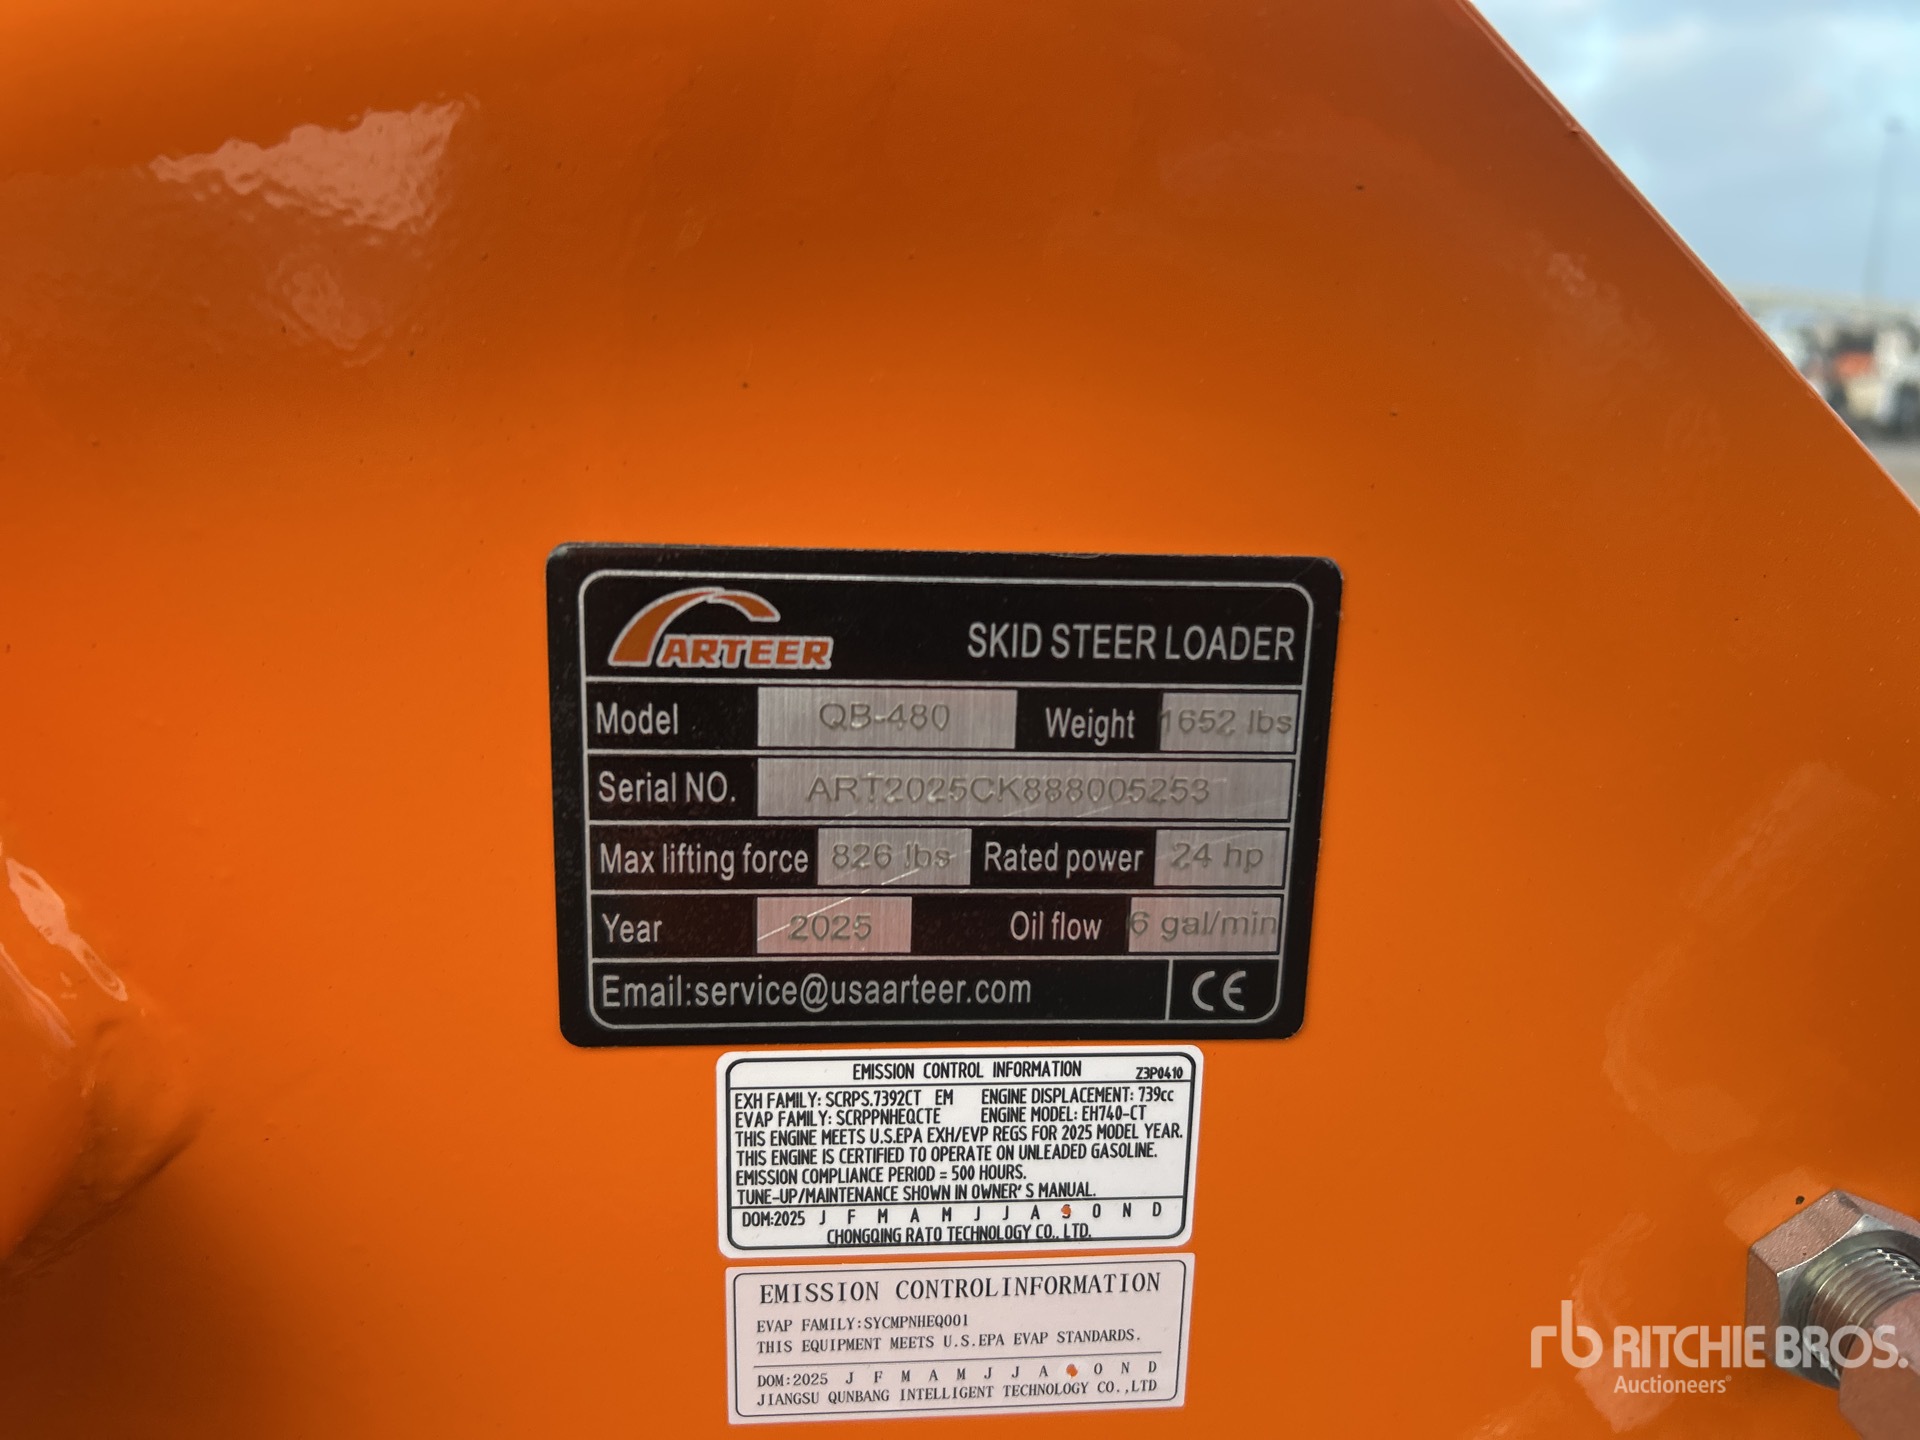 ARTEER SKID STEER LOADER
Model QB-480 Weight 1652 lbs
Serial NO. ART2025CK888005253
Max lifting force 826 lbs Rated power 24 hp
Year 2025 Oil flow 6 gal/min
Email:service@usaarteer.com CE
EMISSION CONTROL INFORMATION Z3P0410
EXH FAMILY: SCRPS.7392CT EM ENGINE DISPLACEMENT: 739cc
EVAP FAMILY: SCRPPNHEQCTE ENGINE MODEL: EH740-CT
THIS ENGINE MEETS U.S.EPA EXH/EVP REGS FOR 2025 MODEL YEAR.
THIS ENGINE IS CERTIFIED TO OPERATE ON UNLEADED GASOLINE.
EMISSION COMPLIANCE PERIOD = 500 HOURS.
TUNE-UP/MAINTENANCE SHOWN IN OWNER' S MANUAL.
DOM:2025 J F M A M J J A S O N D
CHONGQING RATO TECHNOLOGY CO., LTD.
EMISSION CONTROLINFORMATION
EVAP FAMILY:SYCMPNHEQ001
THIS EQUIPMENT MEETS U.S.EPA EVAP STANDARDS.
DOM:2025 J F M A M J J A O N D
JIANGSU QUNBANG INTELLIGENT TECHNOLOGY CO.,LTD
rb RITCHIE BROS.
Auctioneers